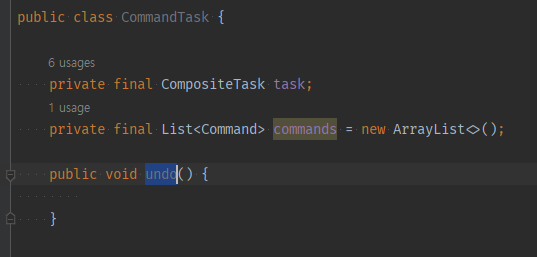 public class CommandTask {
6 usages
private final CompositeTask task;
1 usage
private final List<Command> commands = new ArrayList<>();
public void undo() {
}